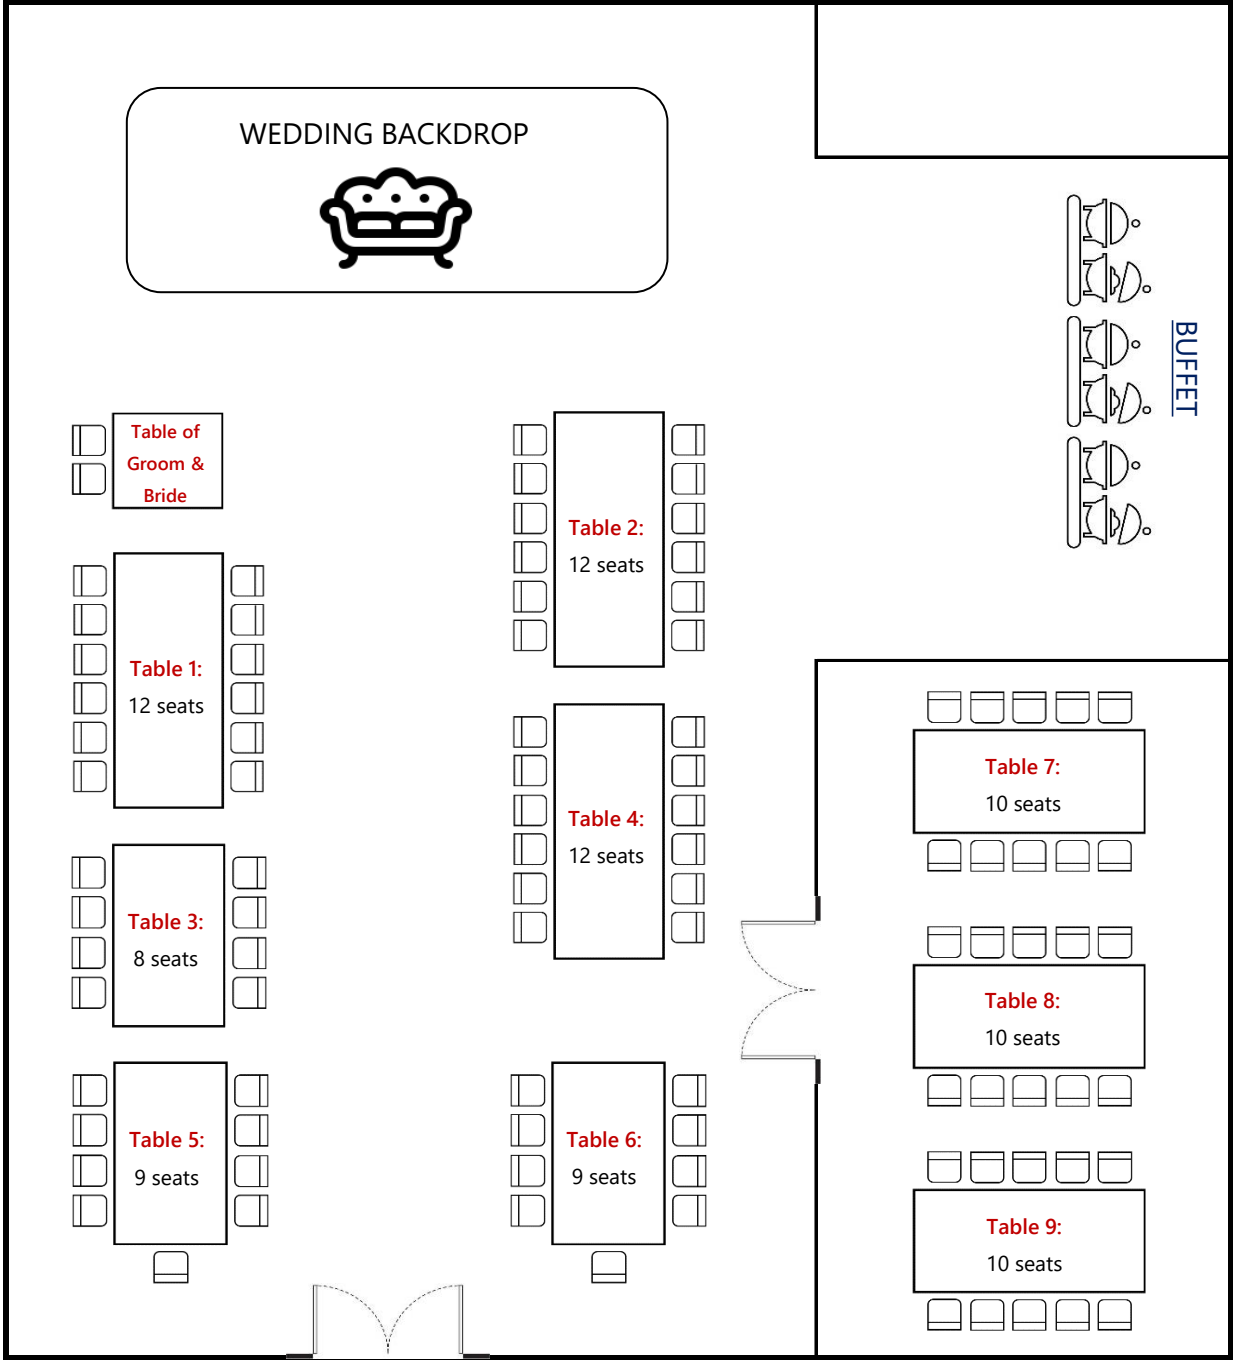 WEDDING BACKDROP
BUFFET
Table of
Groom &
Bride
Table 2:
12 seats
Table 1:
12 seats
Table 7:
10 seats
Table 4:
12 seats
Table 3:
8 seats
Table 8:
10 seats
Table 5:
9 seats
Table 6:
9 seats
Table 9:
10 seats